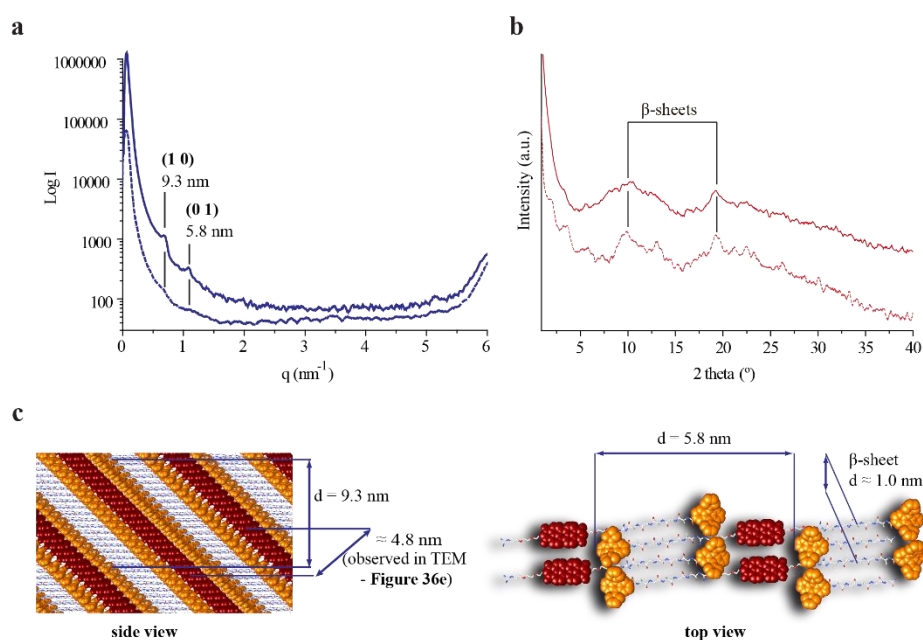 a
Log I
1000000
100000
10000
1000
100
(1 0)
9.3 nm
(0 1)
5.8 nm
0
1
2
3
4
5
6
q (nm⁻¹)
b
Intensity (a.u.)
β-sheets
5
10
15
20
25
30
35
40
2 theta (º)
c
d = 9.3 nm
≈ 4.8 nm
(observed in TEM
- Figure 36e)
side view
d = 5.8 nm
β-sheet
d ≈ 1.0 nm
top view